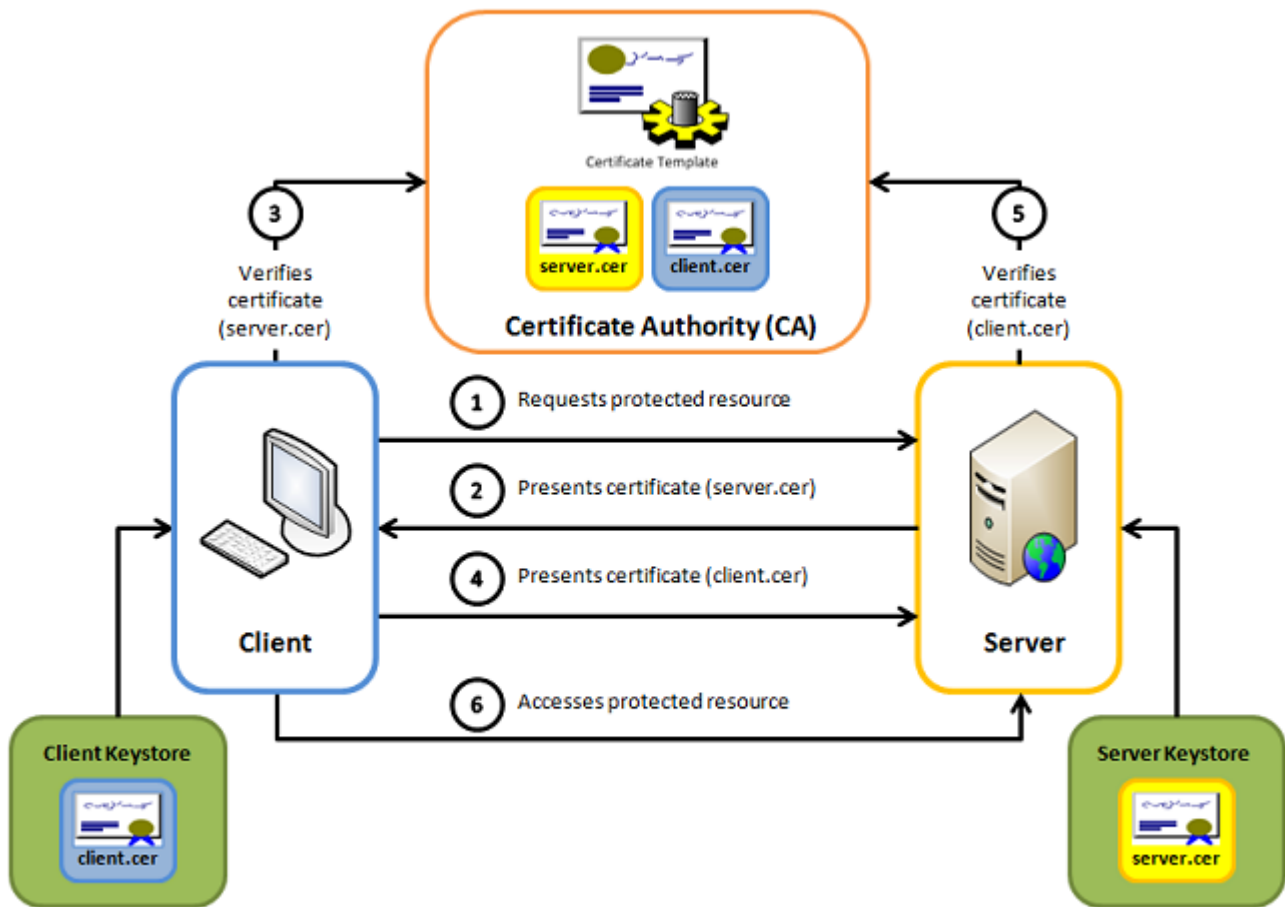 Certificate Template
server.cer
client.cer
Certificate Authority (CA)
3
Verifies
certificate
(server.cer)
5
Verifies
certificate
(client.cer)
1
Requests protected resource
2
Presents certificate (server.cer)
4
Presents certificate (client.cer)
Client
Server
6
Accesses protected resource
Client Keystore
client.cer
Server Keystore
server.cer